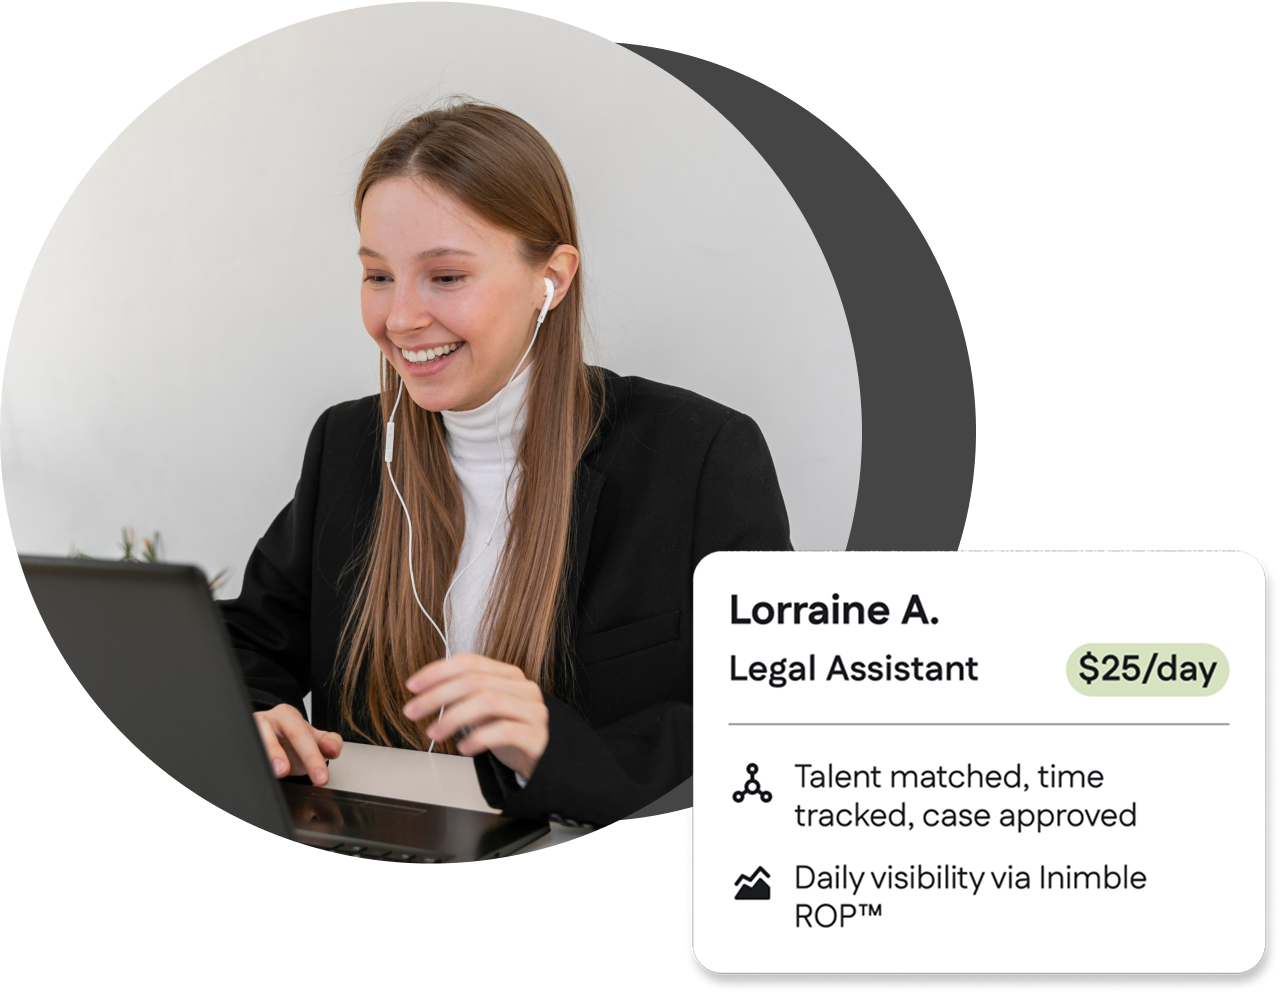 Lorraine A.
Legal Assistant
$25/day
Talent matched, time
tracked, case approved
Daily visibility via Inimble
ROP™